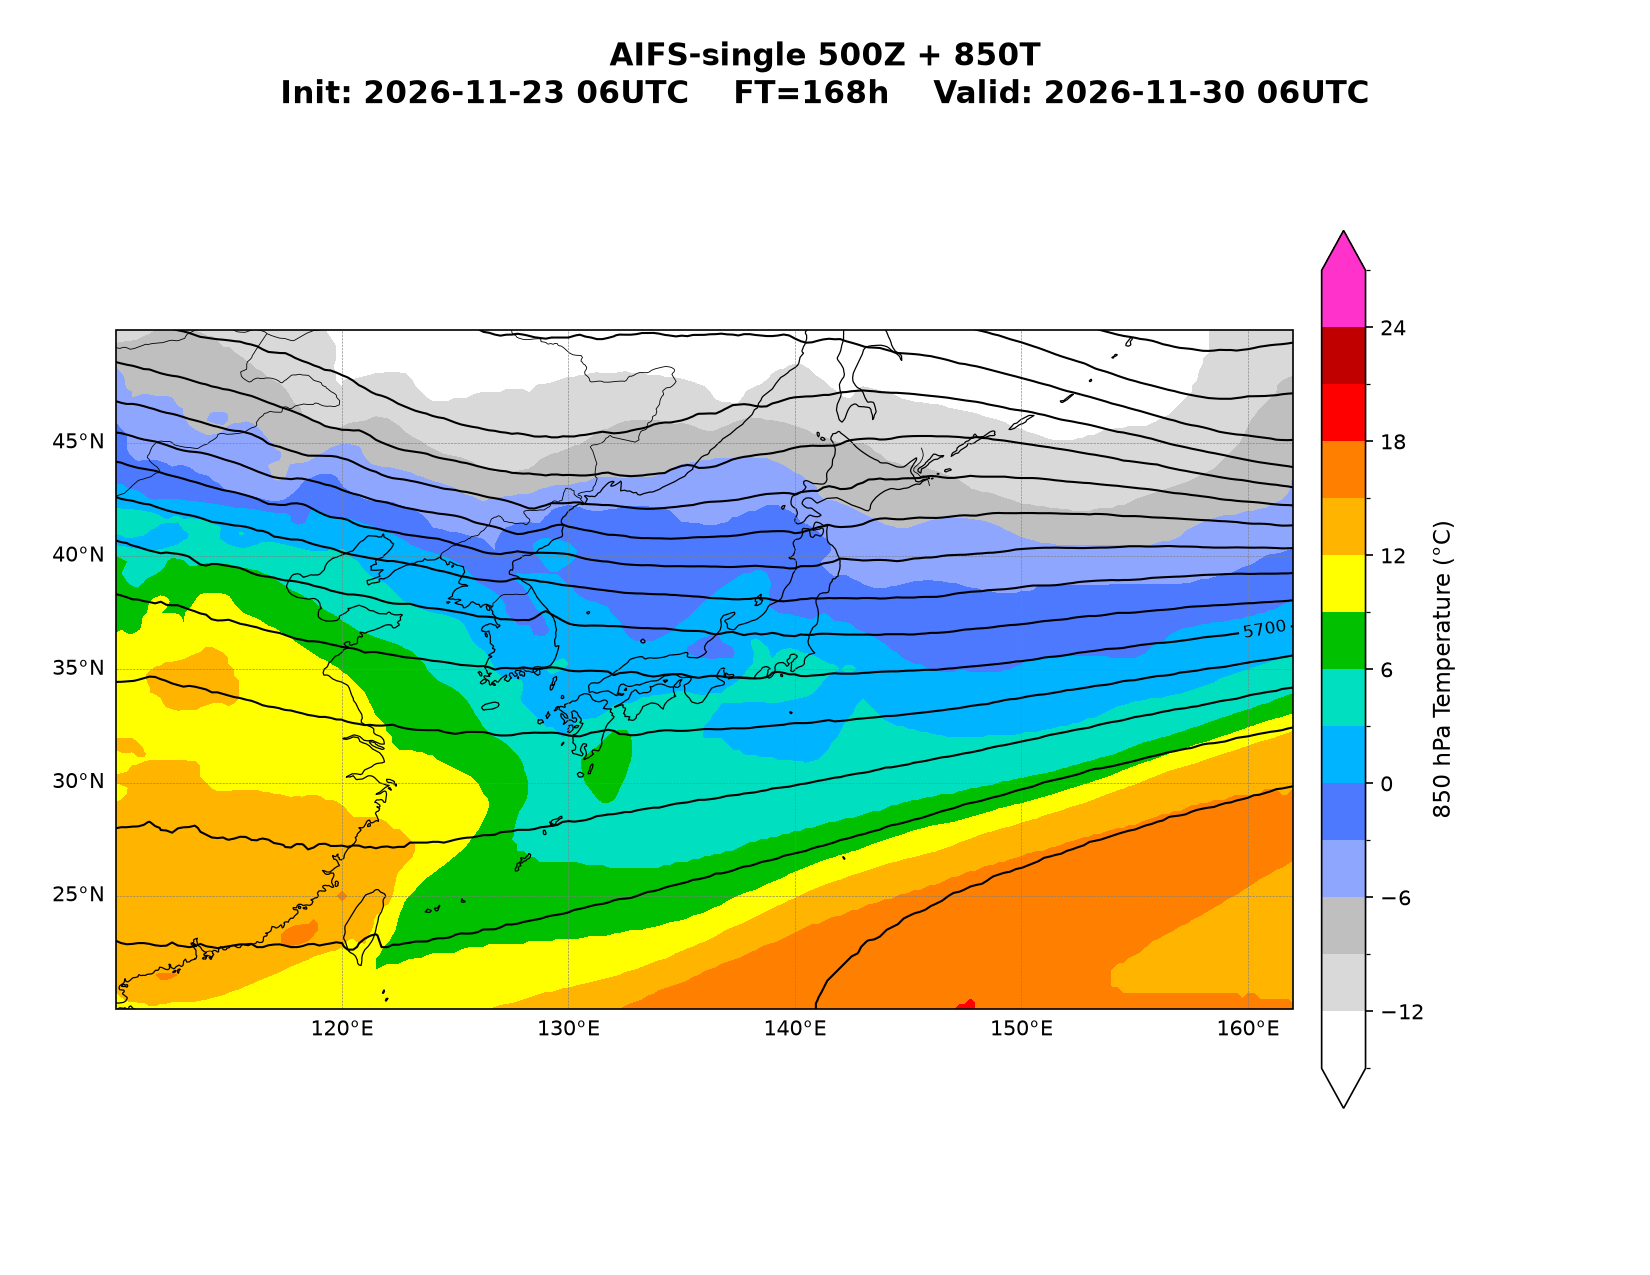 AIFS-single 500Z + 850T
Init: 2026-11-23 06UTC    FT=168h    Valid: 2026-11-30 06UTC
45°N
40°N
35°N
30°N
25°N
120°E
130°E
140°E
150°E
160°E
5700
24
18
12
6
0
−6
−12
850 hPa Temperature (°C)